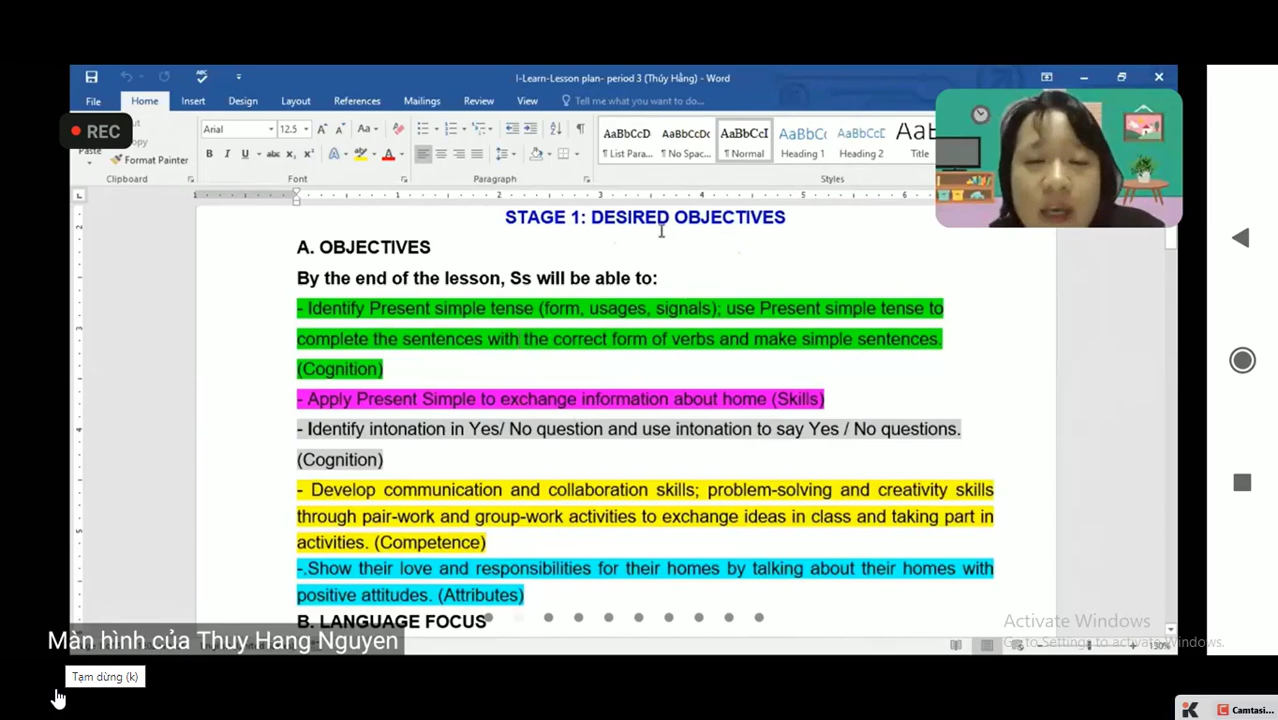 I-Learn-Lesson plan- period 3 (Thúy Hằng) - Word
File Home Insert Design Layout References Mailings Review View Tell me what you want to do...
REC
Paste
Format Painter
Arial 12.5
AaBbCcD AaBbCcDc AaBbCcI AaBbC AaBbCcE AaB
¶ List Para... ¶ No Spac... ¶ Normal Heading 1 Heading 2 Title
Clipboard Font Paragraph Styles
STAGE 1: DESIRED OBJECTIVES
A. OBJECTIVES
By the end of the lesson, Ss will be able to:
- Identify Present simple tense (form, usages, signals); use Present simple tense to
complete the sentences with the correct form of verbs and make simple sentences.
(Cognition)
- Apply Present Simple to exchange information about home (Skills)
- Identify intonation in Yes/ No question and use intonation to say Yes / No questions.
(Cognition)
- Develop communication and collaboration skills; problem-solving and creativity skills
through pair-work and group-work activities to exchange ideas in class and taking part in
activities. (Competence)
-.Show their love and responsibilities for their homes by talking about their homes with
positive attitudes. (Attributes)
B. LANGUAGE FOCUS
Activate Windows
Go to Settings to activate Windows.
130%
Màn hình của Thuy Hang Nguyen
Tạm dừng (k)
Camtasi...